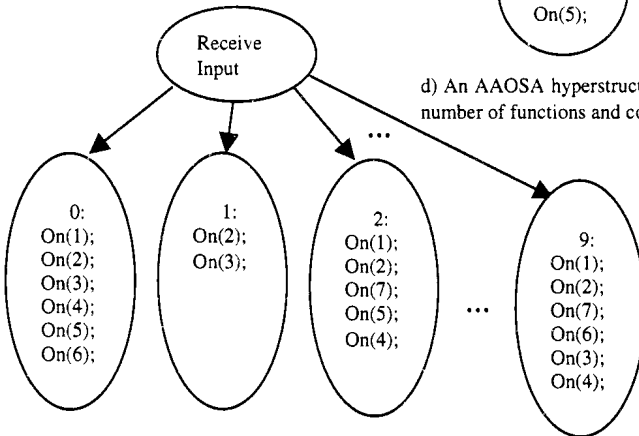 On(5);
Receive
Input
d) An AAOSA
number of functions and
...
0:
On(1);
On(2);
On(3);
On(4);
On(5);
On(6);
1:
On(2);
On(3);
2:
On(1);
On(2);
On(7);
On(5);
On(4);
...
9:
On(1);
On(2);
On(7);
On(6);
On(3);
On(4);